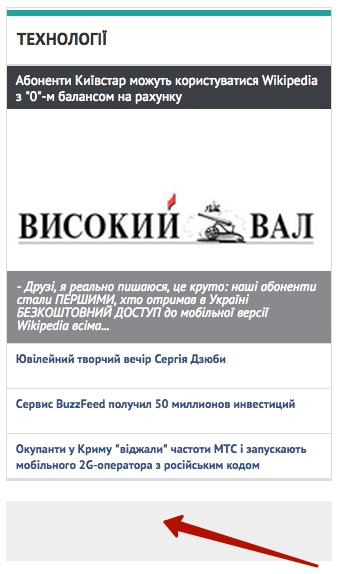 ТЕХНОЛОГІЇ
Абоненти Київстар можуть користуватися Wikipedia
з "0"-м балансом на рахунку
ВИСОКИЙ ВАЛ
- Друзі, я реально пишаюся, це круто: наші абоненти
стали ПЕРШИМИ, хто отримав в Україні
БЕЗКОШТОВНИЙ ДОСТУП до мобільної версії
Wikipedia всіма...
Ювілейний творчий вечір Сергія Дзюби
Сервис BuzzFeed получил 50 миллионов инвестиций
Окупанти у Криму "віджали" частоти МТС і запускають
мобільного 2G-оператора з російським кодом